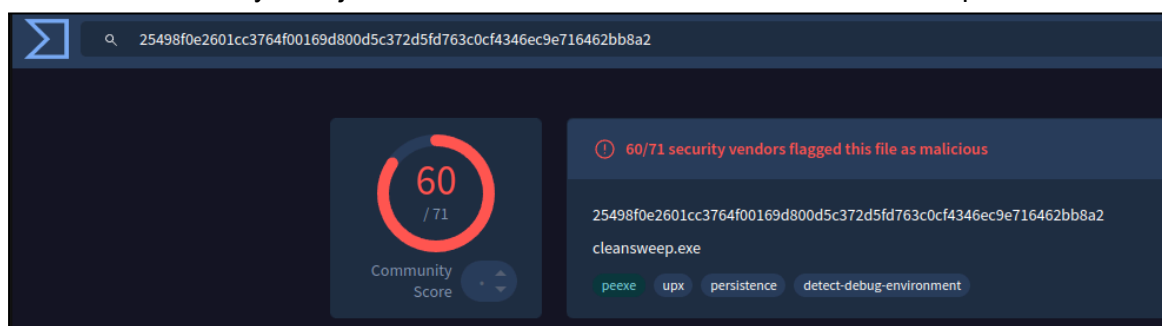 25498f0e2601cc3764f00169d800d5c372d5fd763c0cf4346ec9e716462bb8a2
60/71 security vendors flagged this file as malicious
60
/ 71
Community
Score
25498f0e2601cc3764f00169d800d5c372d5fd763c0cf4346ec9e716462bb8a2
cleansweep.exe
peexe upx persistence detect-debug-environment